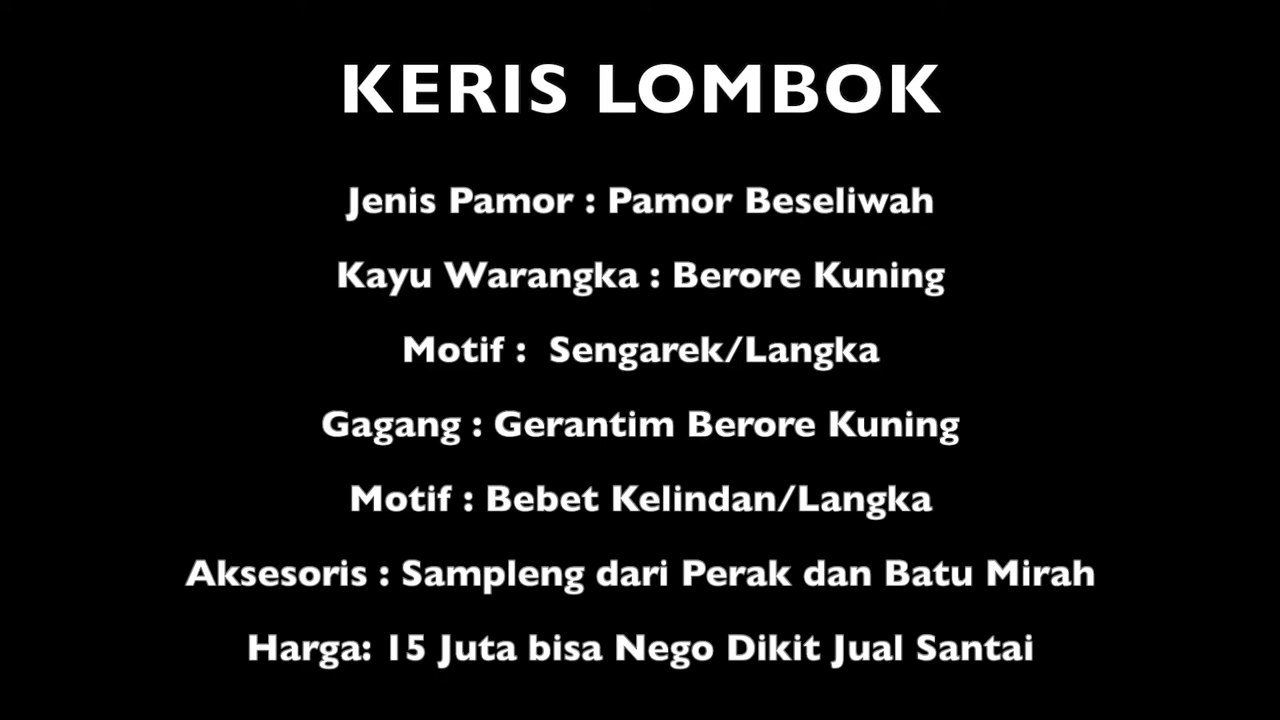 KERIS LOMBOK
Jenis Pamor : Pamor Beseliwah
Kayu Warangka : Berore Kuning
Motif :  Sengarek/Langka
Gagang : Gerantim Berore Kuning
Motif : Bebet Kelindan/Langka
Aksesoris : Sampleng dari Perak dan Batu Mirah
Harga: 15 Juta bisa Nego Dikit Jual Santai